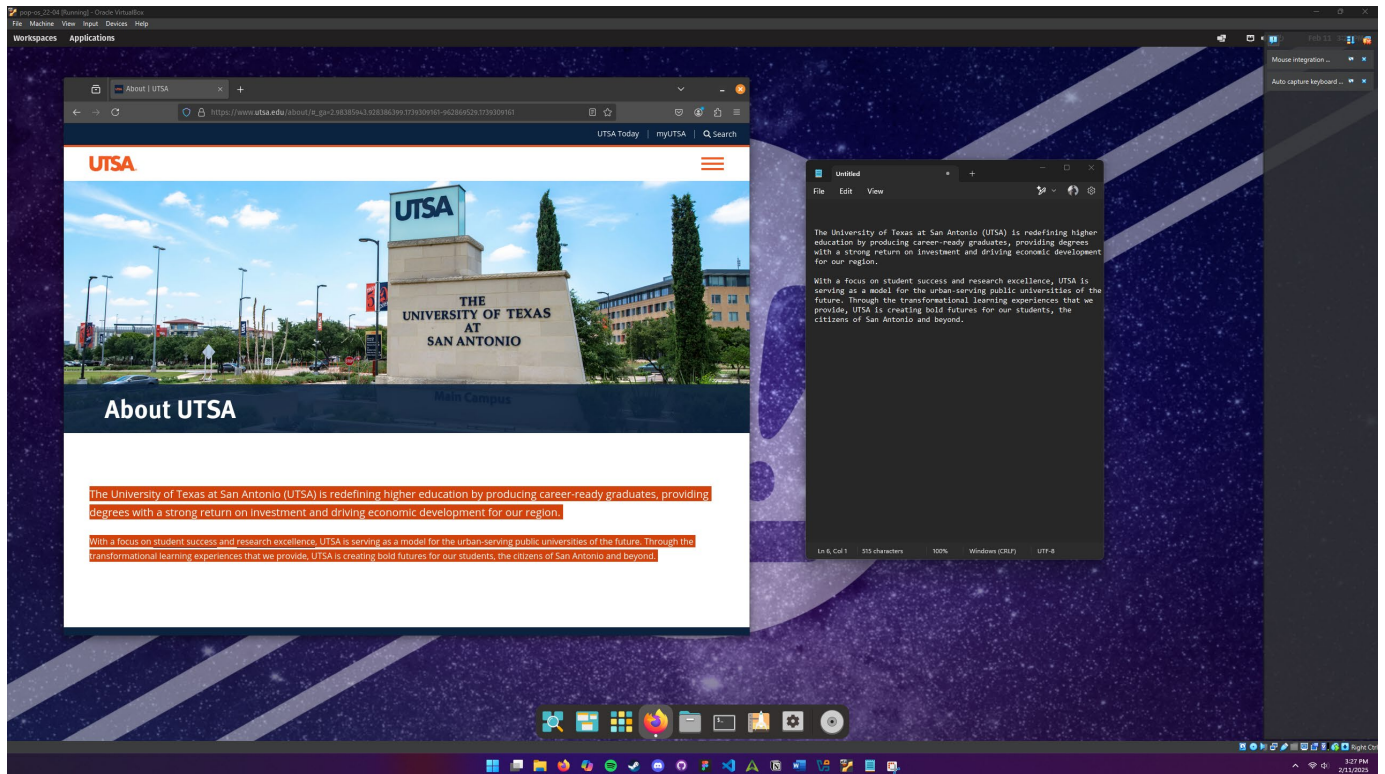 pop-os_22-04 [Running] - Oracle VirtualBox
File Machine View Input Devices Help
Workspaces Applications
Feb 11
Mouse integration ...
Auto capture keyboard ...
About | UTSA
https://www.utsa.edu/about/#_ga=2.98385943.928386399.1739309161-962869529.1739309161
UTSA Today | myUTSA | Search
UTSA
UTSA
THE
UNIVERSITY OF TEXAS
AT
SAN ANTONIO
Main Campus
About UTSA
The University of Texas at San Antonio (UTSA) is redefining higher education by producing career-ready graduates, providing
degrees with a strong return on investment and driving economic development for our region.
With a focus on student success and research excellence, UTSA is serving as a model for the urban-serving public universities of the future. Through the
transformational learning experiences that we provide, UTSA is creating bold futures for our students, the citizens of San Antonio and beyond.
Untitled
File Edit View
The University of Texas at San Antonio (UTSA) is redefining higher
education by producing career-ready graduates, providing degrees
with a strong return on investment and driving economic development
for our region.
With a focus on student success and research excellence, UTSA is
serving as a model for the urban-serving public universities of the
future. Through the transformational learning experiences that we
provide, UTSA is creating bold futures for our students, the
citizens of San Antonio and beyond.
Ln 6, Col 1 515 characters 100% Windows (CRLF) UTF-8
Right Ctrl
3:27 PM
2/11/2025